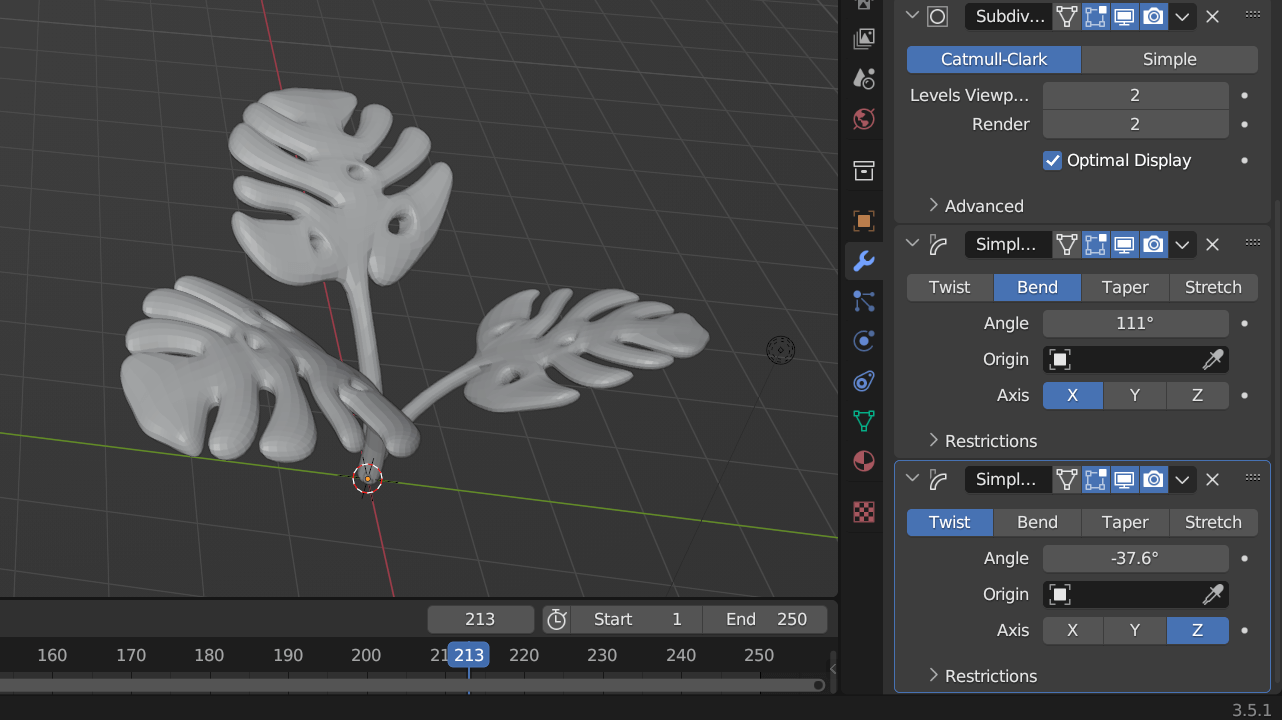 Subdiv...
Catmull-Clark Simple
Levels Viewp... 2
Render 2
Optimal Display
Advanced
Simpl...
Twist Bend Taper Stretch
Angle 111°
Origin
Axis X Y Z
Restrictions
Simpl...
Twist Bend Taper Stretch
Angle -37.6°
Origin
Axis X Y Z
Restrictions
213 Start 1 End 250
160 170 180 190 200 21 213 220 230 240 250
3.5.1